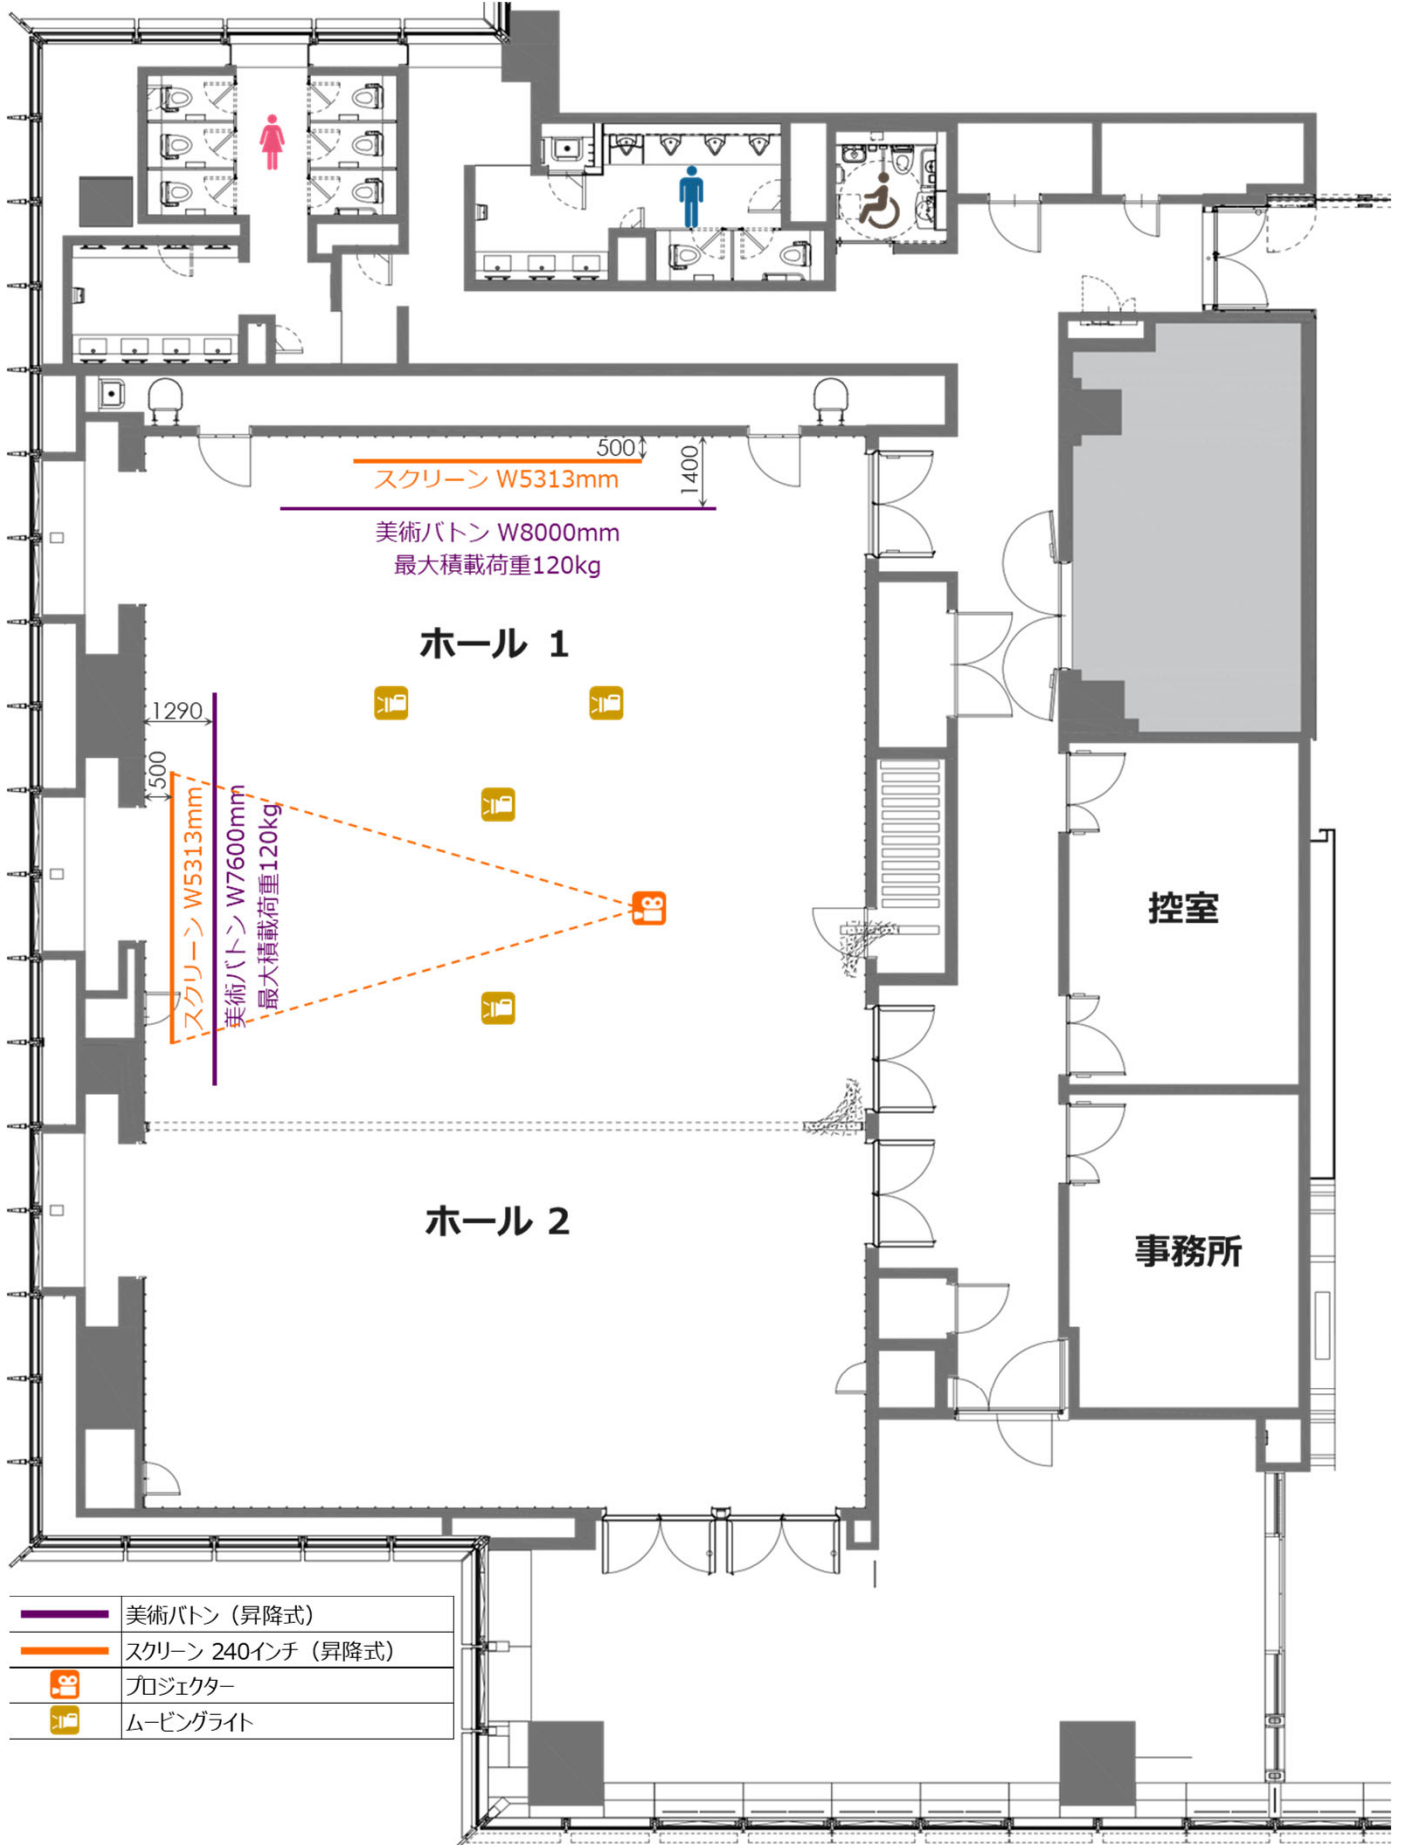 500
スクリーン W5313mm
1400
美術バトン W8000mm
最大積載荷重120kg
ホール 1
1290
500
スクリーン W5313mm
美術バトン W7600mm
最大積載荷重120kg
控室
ホール 2
事務所
美術バトン（昇降式）
スクリーン 240インチ（昇降式）
プロジェクター
ムービングライト